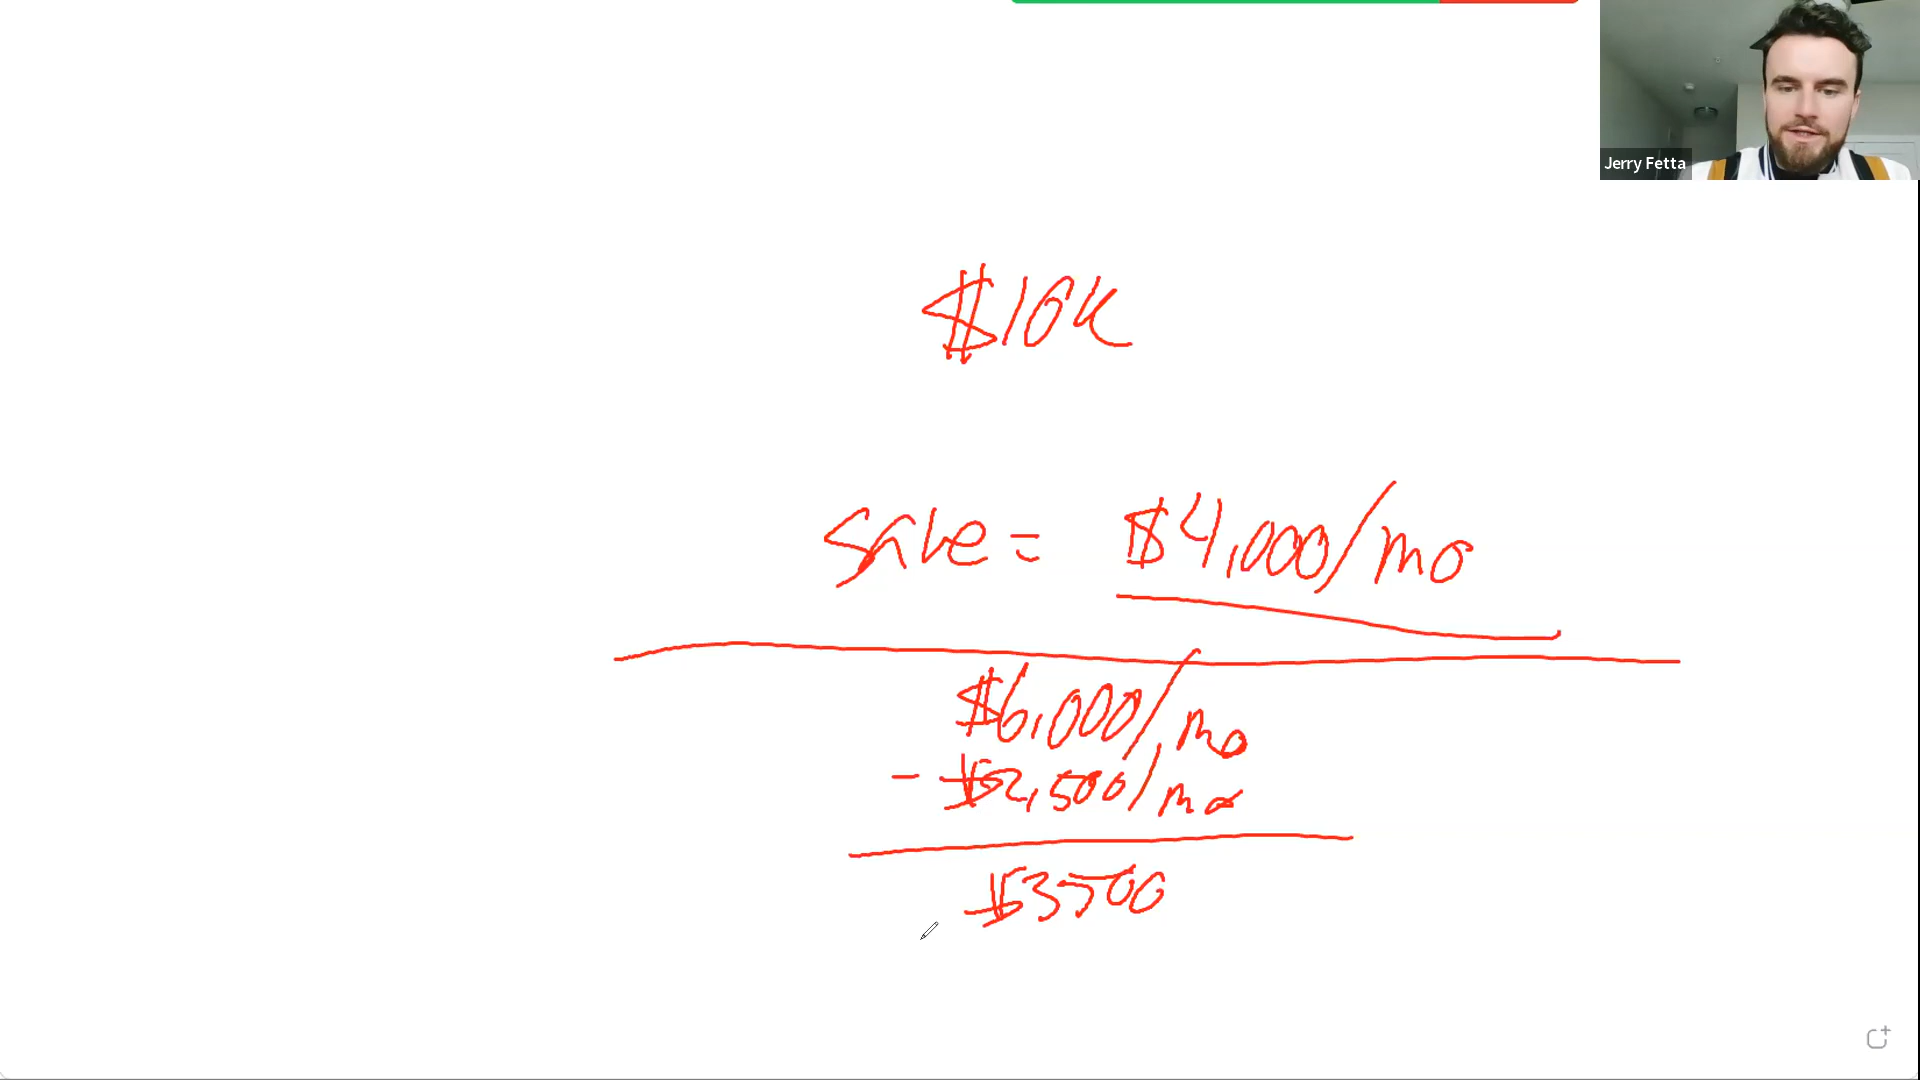 Jerry Fetta
$10K
save = $4,000/mo
$6,000/mo
- $2,500/mo
$3500